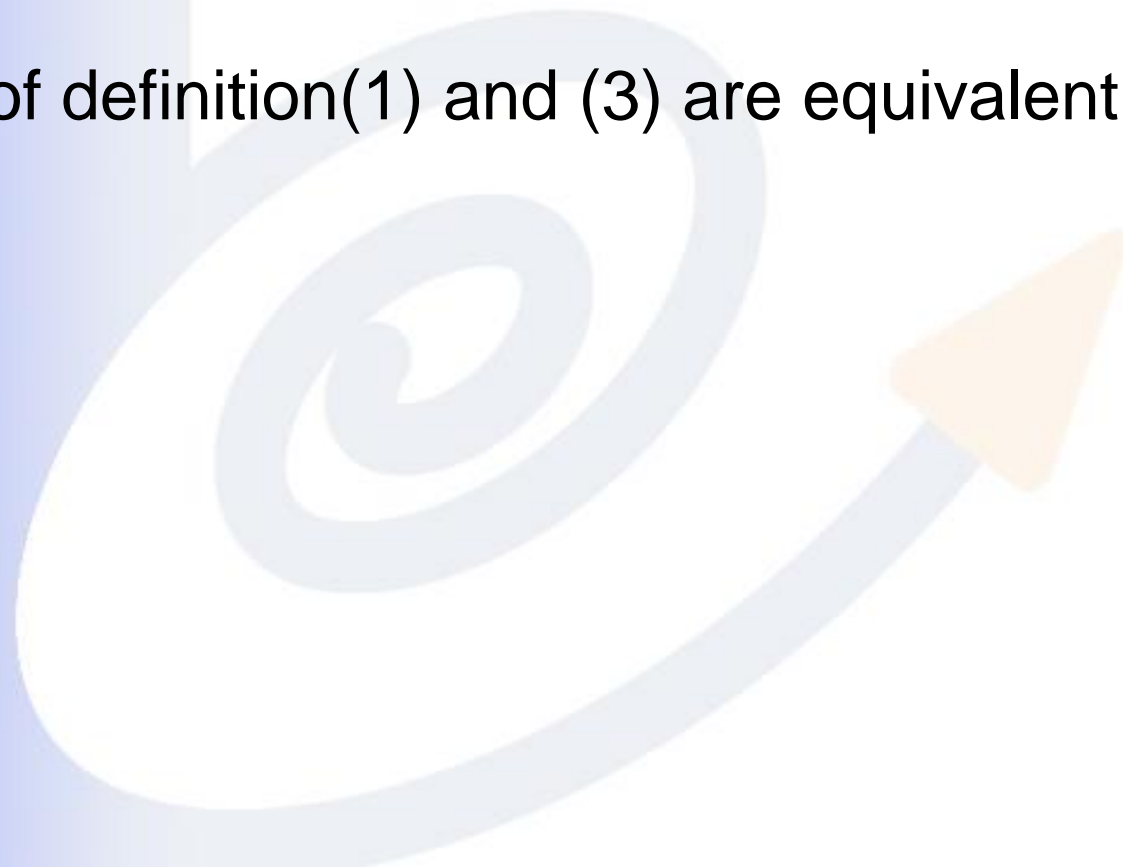 of definition(1) and (3) are equivalent